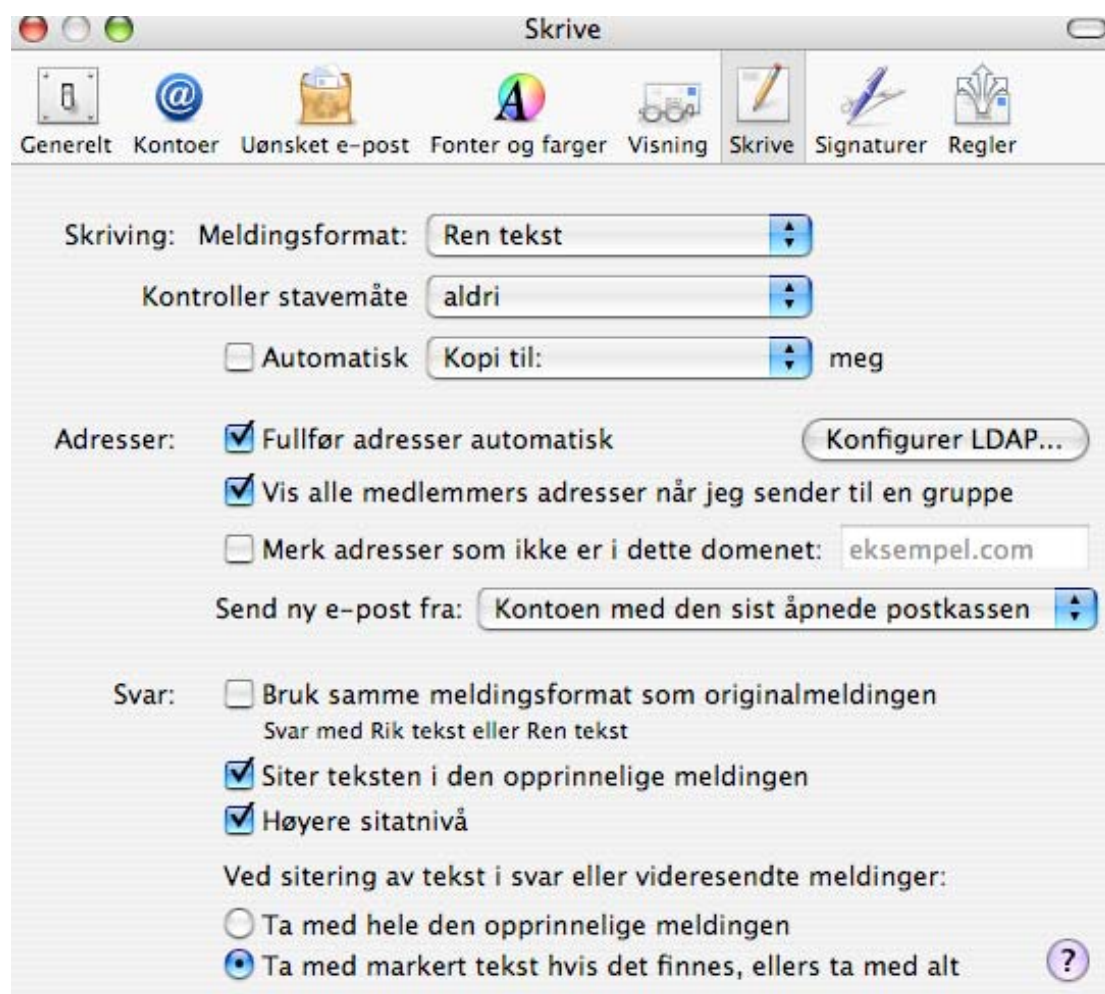 Skrive
Generelt Kontoer Uønsket e-post Fonter og farger Visning Skrive Signaturer Regler
Skriving: Meldingsformat: Ren tekst
Kontroller stavemåte aldri
Automatisk Kopi til: meg
Adresser: Fullfør adresser automatisk Konfigurer LDAP...
Vis alle medlemmers adresser når jeg sender til en gruppe
Merk adresser som ikke er i dette domenet: eksempel.com
Send ny e-post fra: Kontoen med den sist åpnede postkassen
Svar: Bruk samme meldingsformat som originalmeldingen
Svar med Rik tekst eller Ren tekst
Siter teksten i den opprinnelige meldingen
Høyere sitatnivå
Ved sitering av tekst i svar eller videresendte meldinger:
Ta med hele den opprinnelige meldingen
Ta med markert tekst hvis det finnes, ellers ta med alt ?